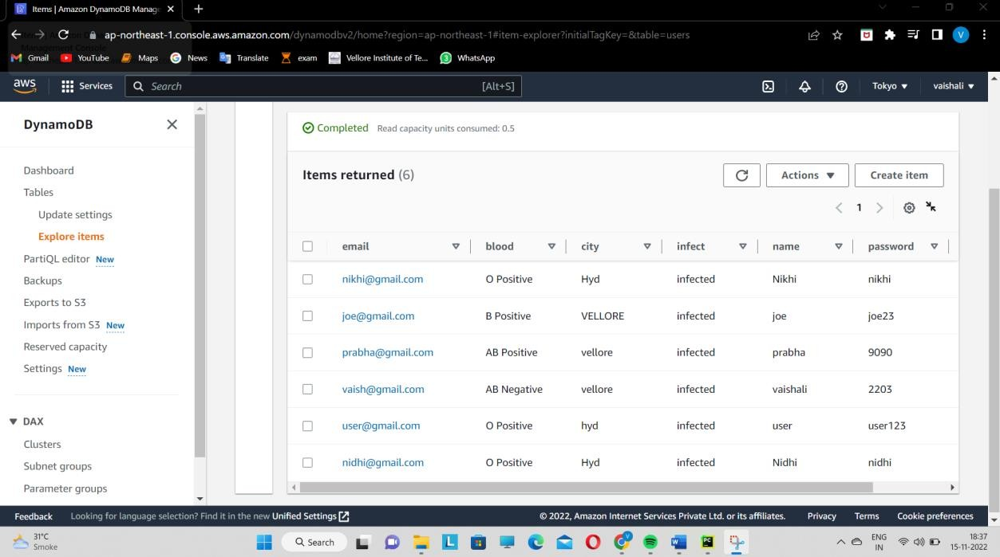 Items | Amazon DynamoDB Manag
ap-northeast-1.console.aws.amazon.com/dynamodbv2/home?region=ap-northeast-1#item-explorer?initialTagKey=&table=users
Gmail YouTube Maps News Translate exam Vellore Institute of Te... WhatsApp
aws Services Search [Alt+S] Tokyo ▼ vaishali ▼
DynamoDB
Dashboard
Tables
Update settings
Explore items
PartiQL editor New
Backups
Exports to S3
Imports from S3 New
Reserved capacity
Settings New
▼ DAX
Clusters
Subnet groups
Parameter groups
Completed Read capacity units consumed: 0.5
Items returned (6)
Actions ▼ Create item
1
email blood city infect name password
nikhi@gmail.com O Positive Hyd infected Nikhi nikhi
joe@gmail.com B Positive VELLORE infected joe joe23
prabha@gmail.com AB Positive vellore infected prabha 9090
vaish@gmail.com AB Negative vellore infected vaishali 2203
user@gmail.com O Positive hyd infected user user123
nidhi@gmail.com O Positive Hyd infected Nidhi nidhi
Feedback Looking for language selection? Find it in the new Unified Settings © 2022, Amazon Internet Services Private Ltd. or its affiliates. Privacy Terms Cookie preferences
31°C
Smoke
Search
ENG
IN
18:37
15-11-2022